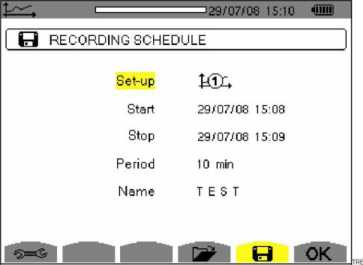 29/07/08 15:10
RECORDING SCHEDULE
Set-up 1
Start 29/07/08 15:08
Stop 29/07/08 15:09
Period 10 min
Name T E S T
OK